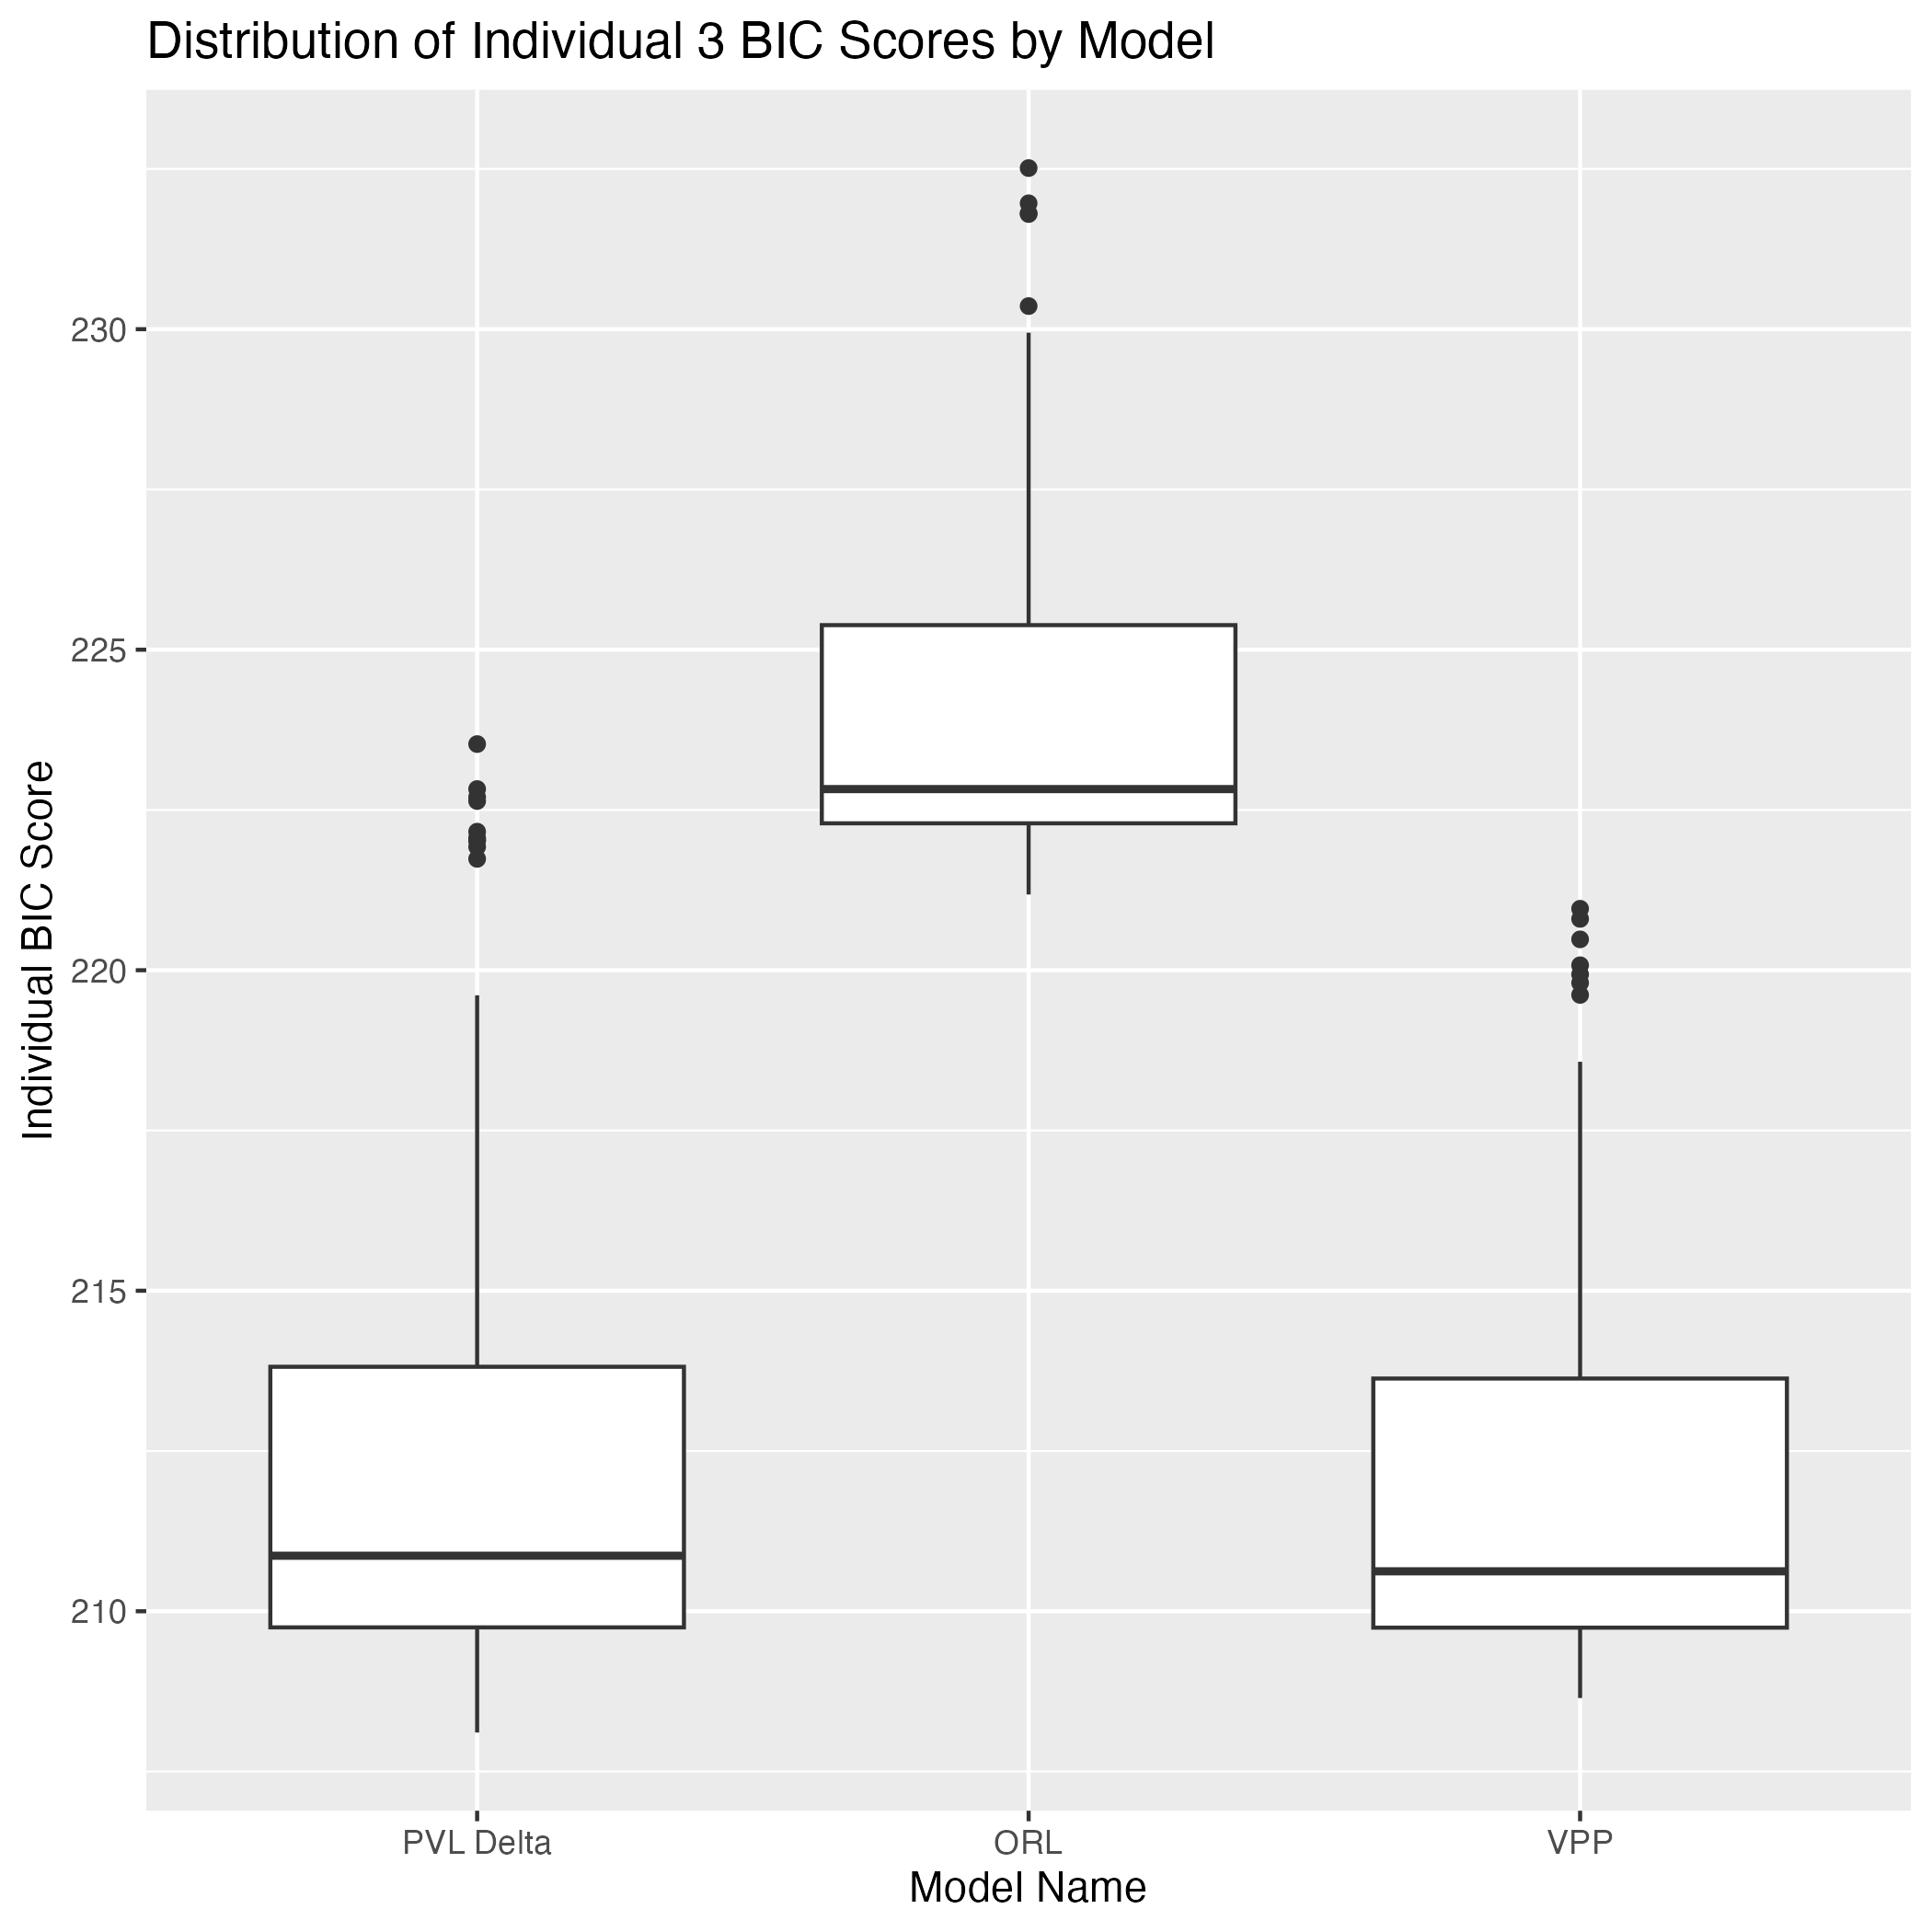 Distribution of Individual 3 BIC Scores by Model
Individual BIC Score
230
225
220
215
210
PVL Delta
ORL
VPP
Model Name